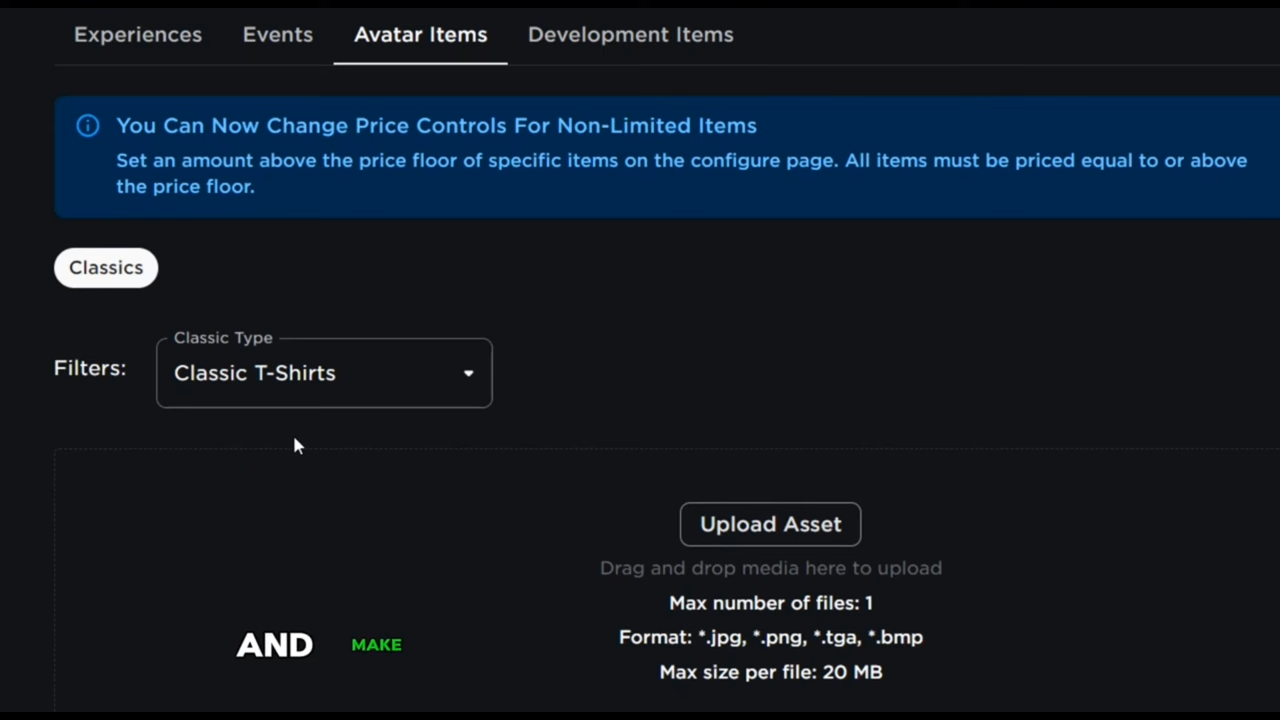 Experiences Events Avatar Items Development Items
You Can Now Change Price Controls For Non-Limited Items
Set an amount above the price floor of specific items on the configure page. All items must be priced equal to or above
the price floor.
Classics
Classic Type
Filters: Classic T-Shirts
Upload Asset
Drag and drop media here to upload
Max number of files: 1
Format: *.jpg, *.png, *.tga, *.bmp
AND MAKE
Max size per file: 20 MB